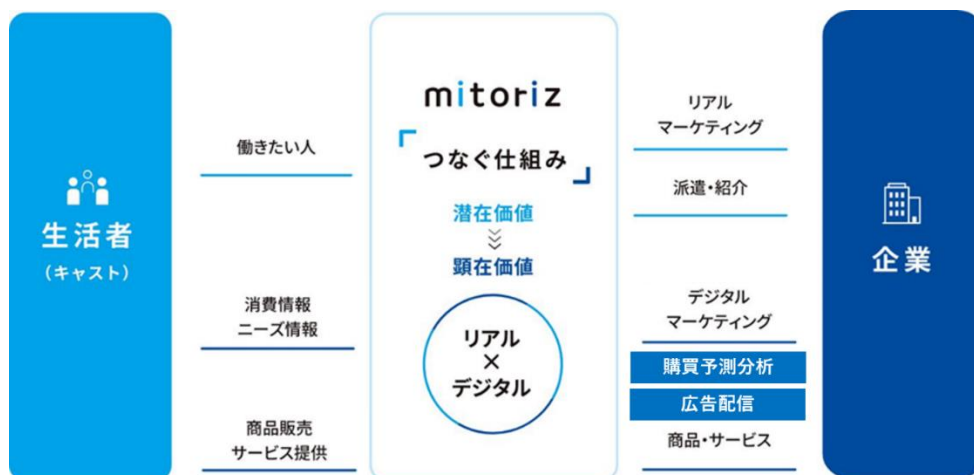 生活者
(キャスト)
働きたい人
消費情報
ニーズ情報
商品販売
サービス提供
mitoriz
「つなぐ仕組み」
潜在価値
顕在価値
リアル
×
デジタル
リアル
マーケティング
派遣・紹介
デジタル
マーケティング
購買予測分析
広告配信
商品・サービス
企業